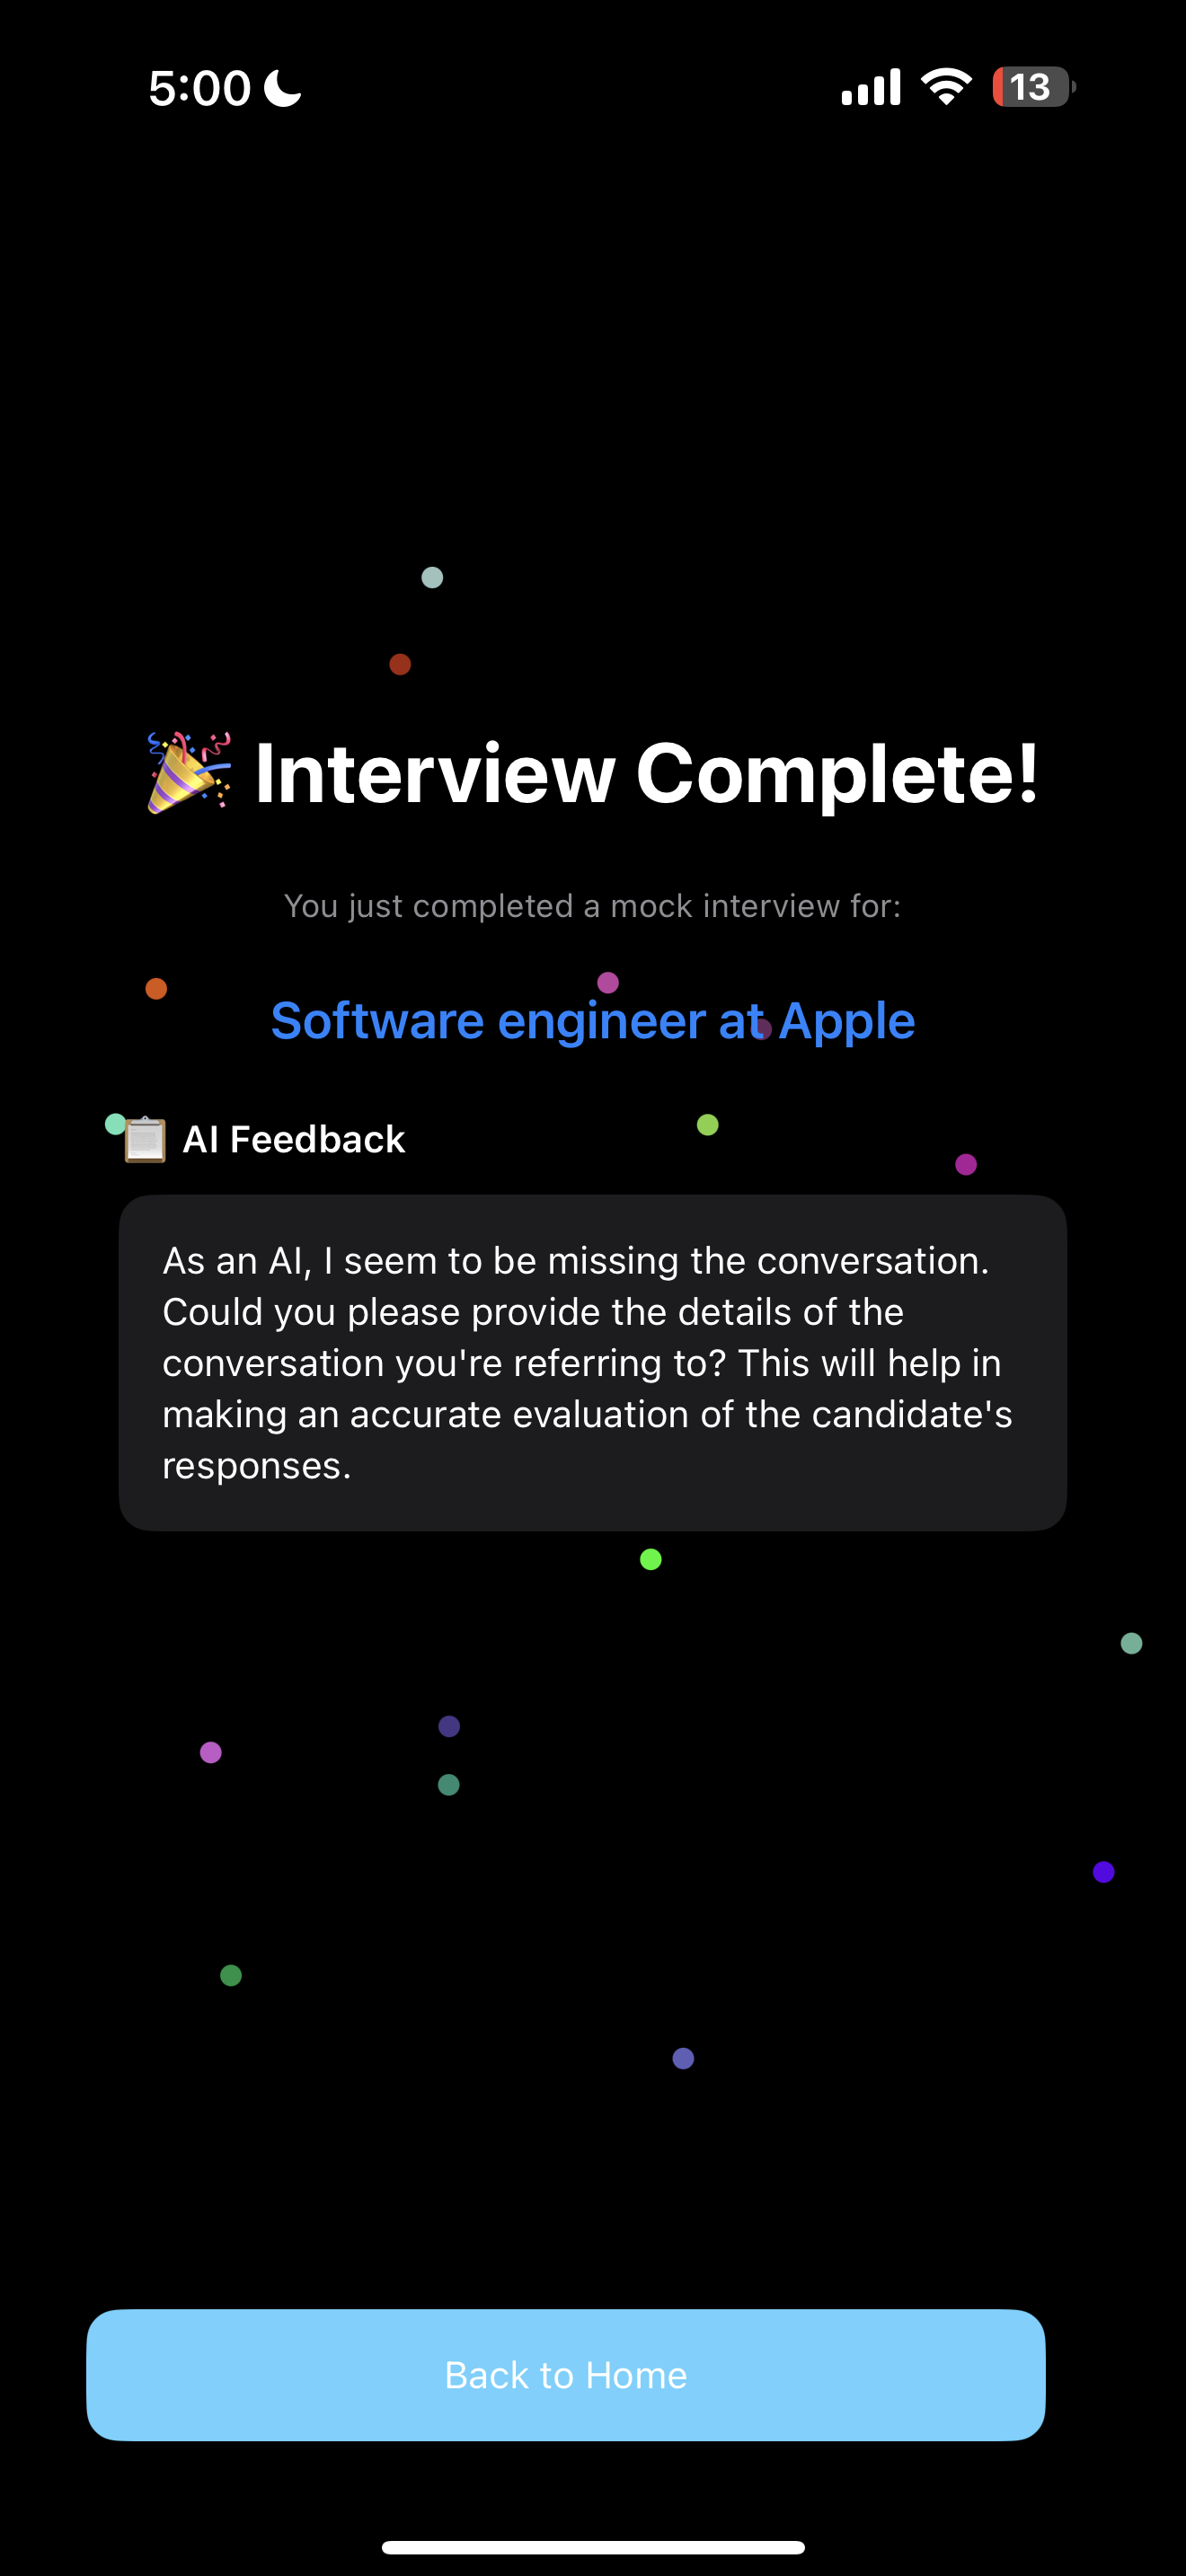 5:00
13
🎉 Interview Complete!
You just completed a mock interview for:
Software engineer at Apple
📋 AI Feedback
As an AI, I seem to be missing the conversation.
Could you please provide the details of the
conversation you're referring to? This will help in
making an accurate evaluation of the candidate's
responses.
Back to Home